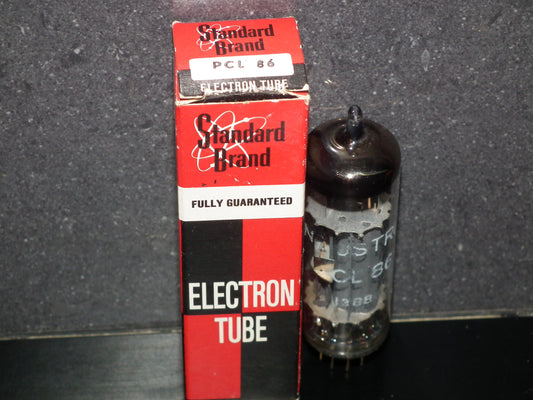 Standard
Brand
PCL 86
ELECTRON TUBE
Standard
Brand
FULLY GUARANTEED
ELECTRON
TUBE
CL 86